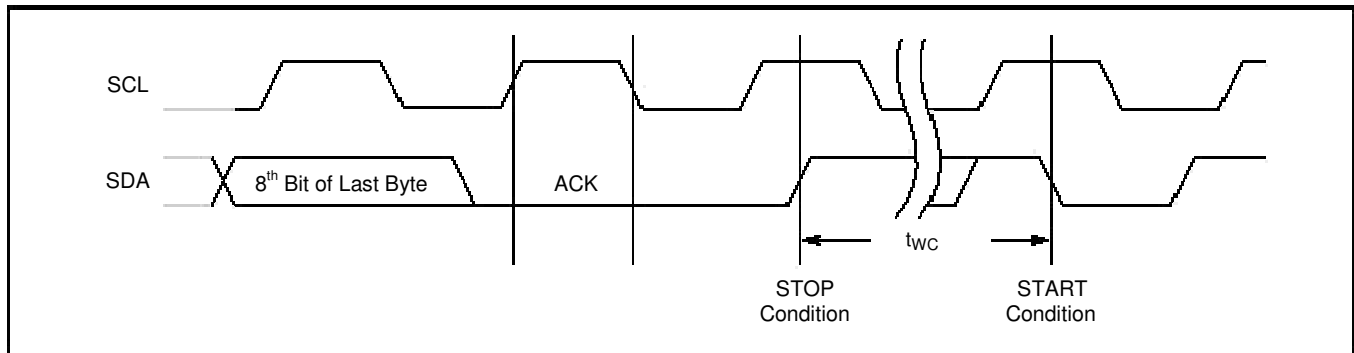 SCL
SDA
8th Bit of Last Byte
ACK
tWC
STOP
Condition
START
Condition